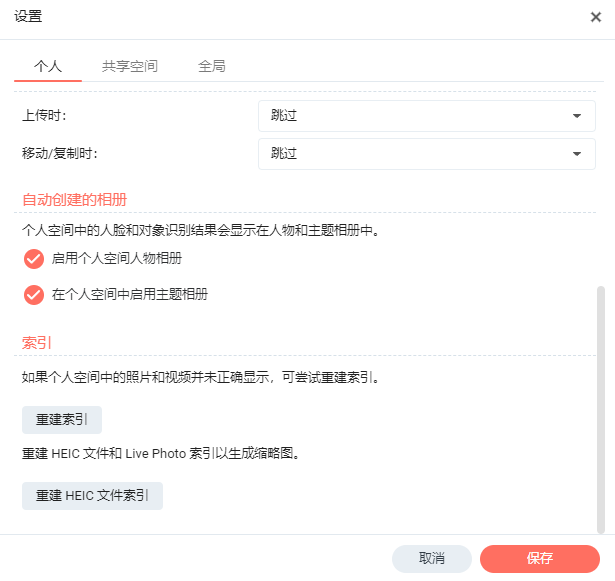 设置
个人 共享空间 全局
上传时： 跳过
移动/复制时： 跳过
自动创建的相册
个人空间中的人脸和对象识别结果会显示在人物和主题相册中。
启用个人空间人物相册
在个人空间中启用主题相册
索引
如果个人空间中的照片和视频并未正确显示，可尝试重建索引。
重建索引
重建 HEIC 文件和 Live Photo 索引以生成缩略图。
重建 HEIC 文件索引
取消 保存